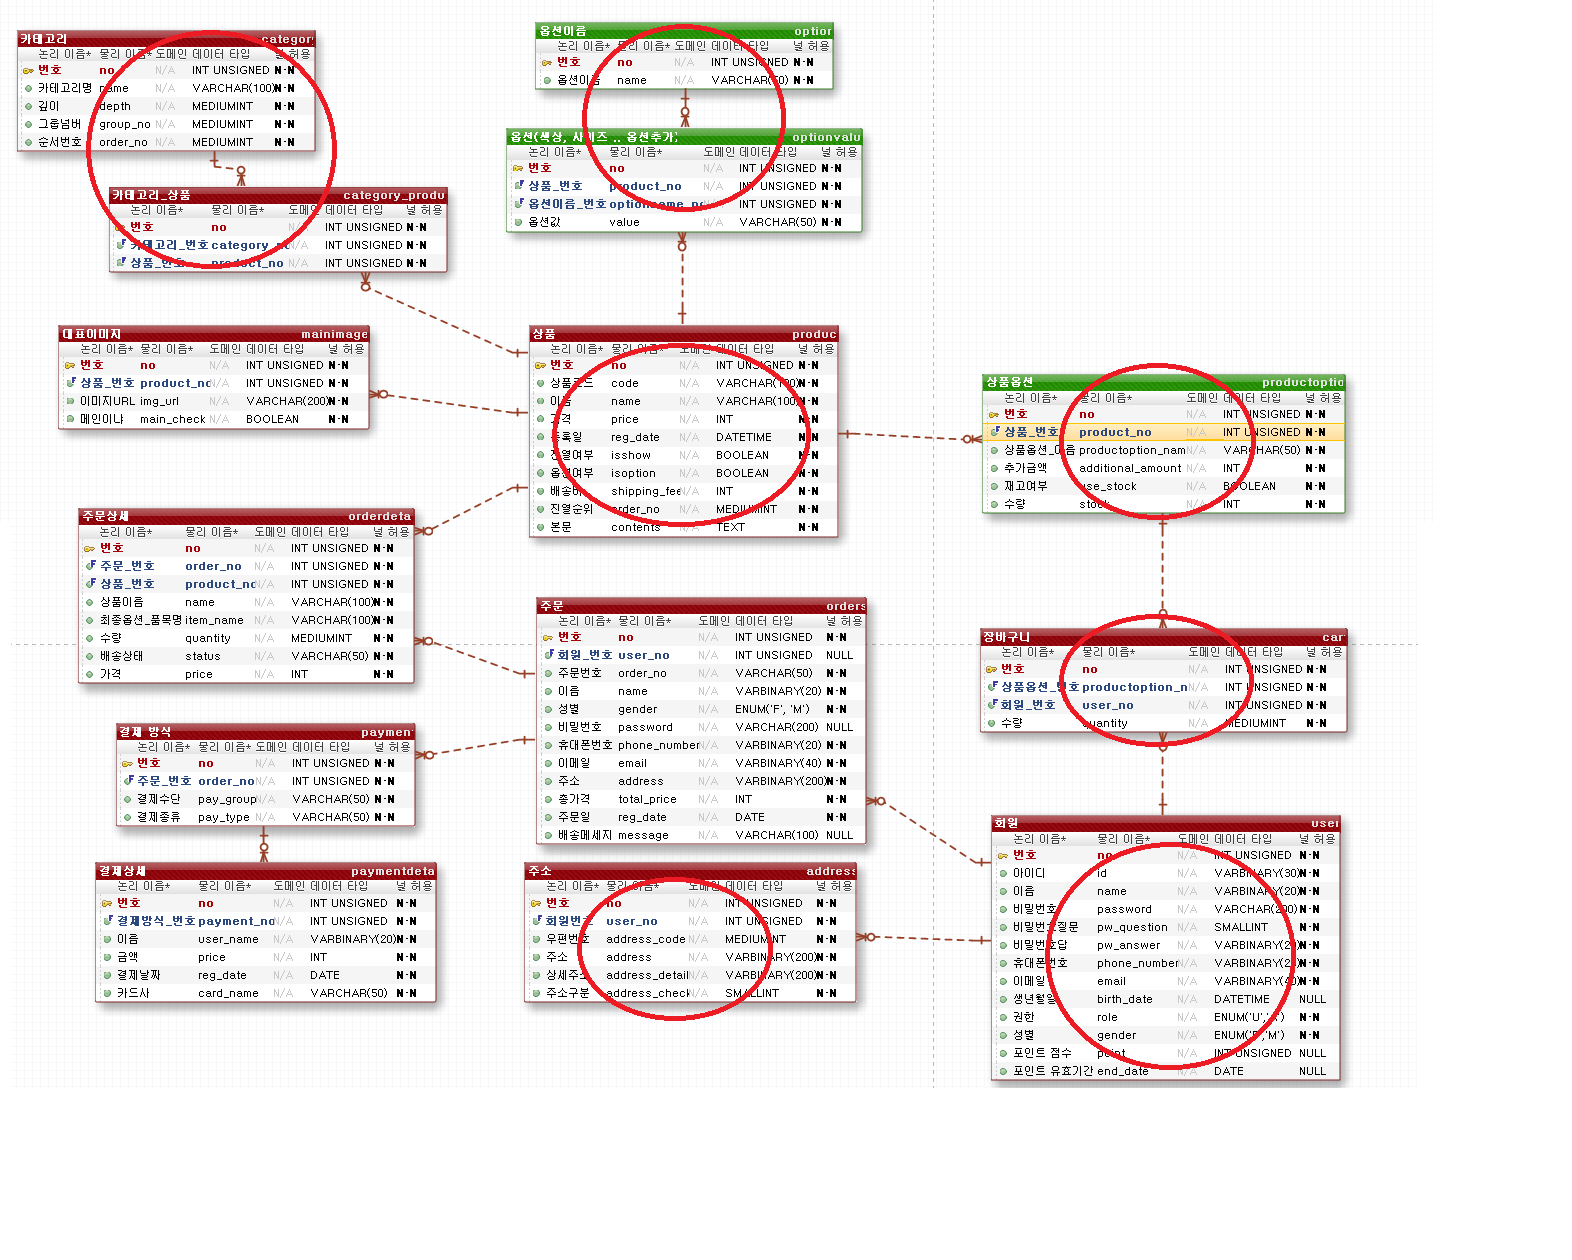 카테고리 categor
논리 이름* 물리 이름* 도메인 데이터 타입 널 허용
번호 no N/A INT UNSIGNED N-N
카테고리명 name N/A VARCHAR(100) N-N
깊이 depth N/A MEDIUMINT N-N
그룹넘버 group_no N/A MEDIUMINT N-N
순서번호 order_no N/A MEDIUMINT N-N
옵션이름 option
논리 이름* 물리 이름* 도메인 데이터 타입 널 허용
번호 no N/A INT UNSIGNED N-N
옵션이름 name N/A VARCHAR(50) N-N
옵션(색상, 사이즈 .. 옵션추가) optionvalu
논리 이름* 물리 이름* 도메인 데이터 타입 널 허용
번호 no N/A INT UNSIGNED N-N
상품_번호 product_no N/A INT UNSIGNED N-N
옵션이름_번호 optionname_no N/A INT UNSIGNED N-N
옵션값 value N/A VARCHAR(50) N-N
카테고리_상품 category_produ
논리 이름* 물리 이름* 도메인 데이터 타입 널 허용
번호 no N/A INT UNSIGNED N-N
카테고리_번호 category_no N/A INT UNSIGNED N-N
상품_번호 product_no N/A INT UNSIGNED N-N
대표이미지 mainimage
논리 이름* 물리 이름* 도메인 데이터 타입 널 허용
번호 no N/A INT UNSIGNED N-N
상품_번호 product_no N/A INT UNSIGNED N-N
이미지URL img_url N/A VARCHAR(200) N-N
메인이냐 main_check N/A BOOLEAN N-N
상품 produc
논리 이름* 물리 이름* 도메인 데이터 타입 널 허용
번호 no N/A INT UNSIGNED N-N
상품코드 code N/A VARCHAR(100) N-N
이름 name N/A VARCHAR(100) N-N
가격 price N/A INT N-N
등록일 reg_date N/A DATETIME N-N
진열여부 isshow N/A BOOLEAN N-N
옵션여부 isoption N/A BOOLEAN N-N
배송비 shipping_fee N/A INT N-N
진열순위 order_no N/A MEDIUMINT N-N
본문 contents N/A TEXT N-N
상품옵션 productoptio
논리 이름* 물리 이름* 도메인 데이터 타입 널 허용
번호 no N/A INT UNSIGNED N-N
상품_번호 product_no N/A INT UNSIGNED N-N
상품옵션_이름 productoption_nam N/A VARCHAR(50) N-N
추가금액 additional_amount N/A INT N-N
재고여부 use_stock N/A BOOLEAN N-N
수량 stock N/A INT N-N
주문상세 orderdeta
논리 이름* 물리 이름* 도메인 데이터 타입 널 허용
번호 no N/A INT UNSIGNED N-N
주문_번호 order_no N/A INT UNSIGNED N-N
상품_번호 product_no N/A INT UNSIGNED N-N
상품이름 name N/A VARCHAR(100) N-N
최종옵션_품목명 item_name N/A VARCHAR(100) N-N
수량 quantity N/A MEDIUMINT N-N
배송상태 status N/A VARCHAR(50) N-N
가격 price N/A INT N-N
주문 orders
논리 이름* 물리 이름* 도메인 데이터 타입 널 허용
번호 no N/A INT UNSIGNED N-N
회원_번호 user_no N/A INT UNSIGNED NULL
주문번호 order_no N/A VARCHAR(50) N-N
이름 name N/A VARBINARY(20) N-N
성별 gender N/A ENUM('F', 'M') N-N
비밀번호 password N/A VARCHAR(200) NULL
휴대폰번호 phone_number N/A VARBINARY(20) N-N
이메일 email N/A VARBINARY(40) N-N
주소 address N/A VARBINARY(200) N-N
총가격 total_price N/A INT N-N
주문일 reg_date N/A DATE N-N
배송메세지 message N/A VARCHAR(100) NULL
장바구니 car
논리 이름* 물리 이름* 도메인 데이터 타입 널 허용
번호 no N/A INT UNSIGNED N-N
상품옵션_번호 productoption_n N/A INT UNSIGNED N-N
회원_번호 user_no N/A INT UNSIGNED N-N
수량 quantity N/A MEDIUMINT N-N
결제 방식 paymen
논리 이름* 물리 이름* 도메인 데이터 타입 널 허용
번호 no N/A INT UNSIGNED N-N
주문_번호 order_no N/A INT UNSIGNED N-N
결제수단 pay_group N/A VARCHAR(50) N-N
결제종류 pay_type N/A VARCHAR(50) N-N
결제상세 paymentdeta
논리 이름* 물리 이름* 도메인 데이터 타입 널 허용
번호 no N/A INT UNSIGNED N-N
결제방식_번호 payment_no N/A INT UNSIGNED N-N
이름 user_name N/A VARBINARY(20) N-N
금액 price N/A INT N-N
결제날짜 reg_date N/A DATE N-N
카드사 card_name N/A VARCHAR(50) N-N
주소 address
논리 이름* 물리 이름* 도메인 데이터 타입 널 허용
번호 no N/A INT UNSIGNED N-N
회원번호 user_no N/A INT UNSIGNED N-N
우편번호 address_code N/A MEDIUMINT N-N
주소 address N/A VARBINARY(200) N-N
상세주소 address_detail N/A VARBINARY(200) N-N
주소구분 address_check N/A SMALLINT N-N
회원 user
논리 이름* 물리 이름* 도메인 데이터 타입 널 허용
번호 no N/A INT UNSIGNED N-N
아이디 id N/A VARBINARY(30) N-N
이름 name N/A VARBINARY(20) N-N
비밀번호 password N/A VARCHAR(200) N-N
비밀번호질문 pw_question N/A SMALLINT N-N
비밀번호답 pw_answer N/A VARBINARY(2 N-N
휴대폰번호 phone_number N/A VARBINARY(2 N-N
이메일 email N/A VARBINARY(40) N-N
생년월일 birth_date N/A DATETIME NULL
권한 role N/A ENUM('U', N-N
성별 gender N/A ENUM('F','M') N-N
포인트 점수 point N/A INT UNSIGNED NULL
포인트 유효기간 end_date N/A DATE NULL